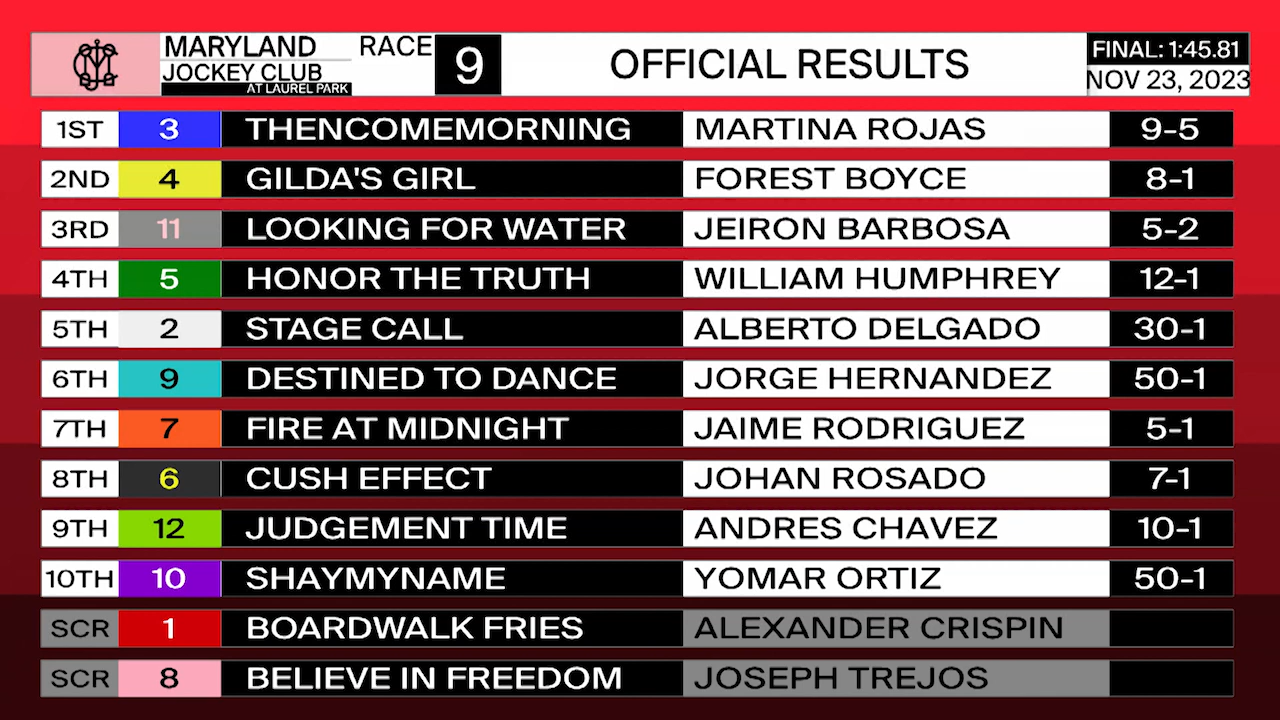 MARYLAND
JOCKEY CLUB
AT LAUREL PARK
RACE 9
OFFICIAL RESULTS
FINAL: 1:45.81
NOV 23, 2023
1ST 3 THENCOMEMORNING MARTINA ROJAS 9-5
2ND 4 GILDA'S GIRL FOREST BOYCE 8-1
3RD 11 LOOKING FOR WATER JEIRON BARBOSA 5-2
4TH 5 HONOR THE TRUTH WILLIAM HUMPHREY 12-1
5TH 2 STAGE CALL ALBERTO DELGADO 30-1
6TH 9 DESTINED TO DANCE JORGE HERNANDEZ 50-1
7TH 7 FIRE AT MIDNIGHT JAIME RODRIGUEZ 5-1
8TH 6 CUSH EFFECT JOHAN ROSADO 7-1
9TH 12 JUDGEMENT TIME ANDRES CHAVEZ 10-1
10TH 10 SHAYMYNAME YOMAR ORTIZ 50-1
SCR 1 BOARDWALK FRIES ALEXANDER CRISPIN
SCR 8 BELIEVE IN FREEDOM JOSEPH TREJOS